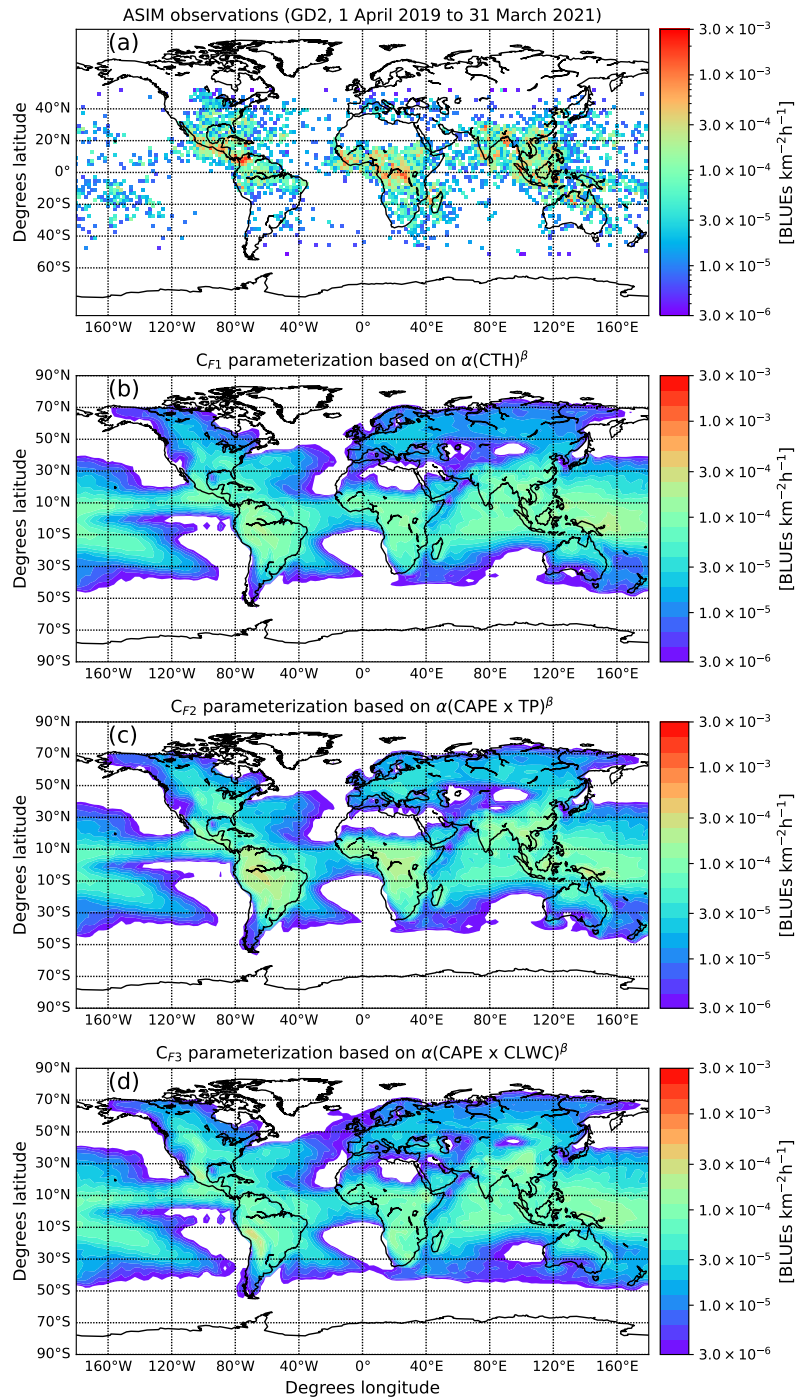 ASIM observations (GD2, 1 April 2019 to 31 March 2021)
(a)
Degrees latitude
40°N
20°N
0°
20°S
40°S
60°S
160°W 120°W 80°W 40°W 0° 40°E 80°E 120°E 160°E
3.0 × 10⁻³
1.0 × 10⁻³
3.0 × 10⁻⁴
1.0 × 10⁻⁴
3.0 × 10⁻⁵
1.0 × 10⁻⁵
3.0 × 10⁻⁶
[BLUEs km⁻²h⁻¹]
C_F1 parameterization based on α(CTH)^β
(b)
Degrees latitude
90°N
70°N
50°N
30°N
10°N
10°S
30°S
50°S
70°S
90°S
160°W 120°W 80°W 40°W 0° 40°E 80°E 120°E 160°E
3.0 × 10⁻³
1.0 × 10⁻³
3.0 × 10⁻⁴
1.0 × 10⁻⁴
3.0 × 10⁻⁵
1.0 × 10⁻⁵
3.0 × 10⁻⁶
[BLUEs km⁻²h⁻¹]
C_F2 parameterization based on α(CAPE x TP)^β
(c)
Degrees latitude
90°N
70°N
50°N
30°N
10°N
10°S
30°S
50°S
70°S
90°S
160°W 120°W 80°W 40°W 0° 40°E 80°E 120°E 160°E
3.0 × 10⁻³
1.0 × 10⁻³
3.0 × 10⁻⁴
1.0 × 10⁻⁴
3.0 × 10⁻⁵
1.0 × 10⁻⁵
3.0 × 10⁻⁶
[BLUEs km⁻²h⁻¹]
C_F3 parameterization based on α(CAPE x CLWC)^β
(d)
Degrees latitude
90°N
70°N
50°N
30°N
10°N
10°S
30°S
50°S
70°S
90°S
160°W 120°W 80°W 40°W 0° 40°E 80°E 120°E 160°E
Degrees longitude
3.0 × 10⁻³
1.0 × 10⁻³
3.0 × 10⁻⁴
1.0 × 10⁻⁴
3.0 × 10⁻⁵
1.0 × 10⁻⁵
3.0 × 10⁻⁶
[BLUEs km⁻²h⁻¹]